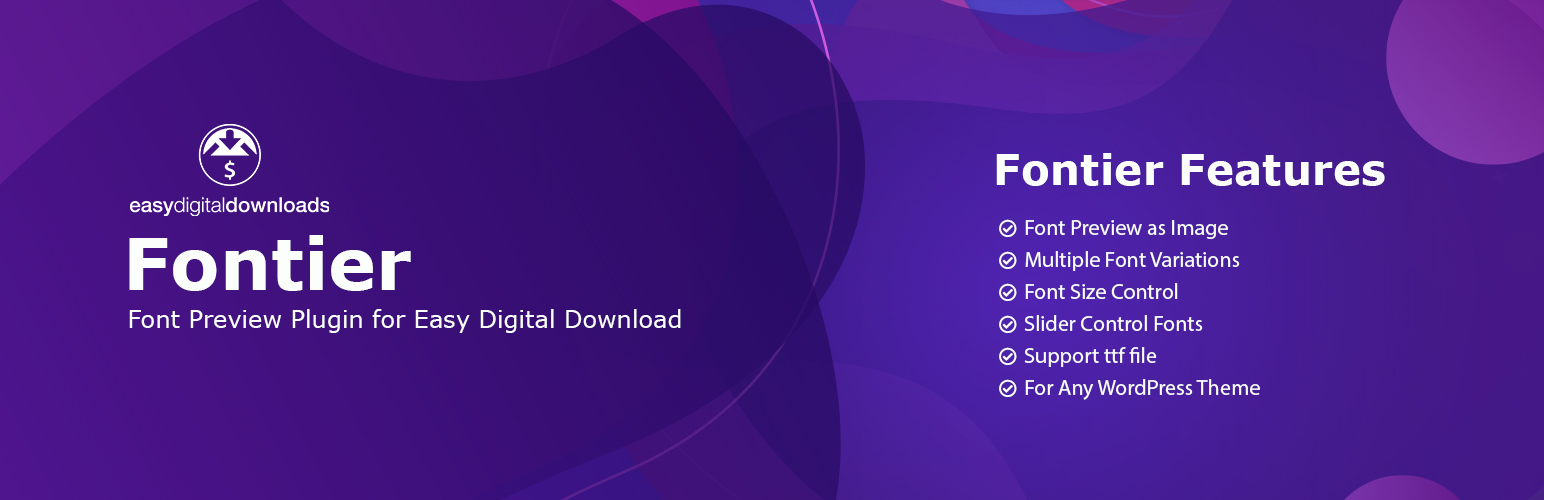 $
easydigitaldownloads
Fontier
Font Preview Plugin for Easy Digital Download
Fontier Features
Font Preview as Image
Multiple Font Variations
Font Size Control
Slider Control Fonts
Support ttf file
For Any WordPress Theme